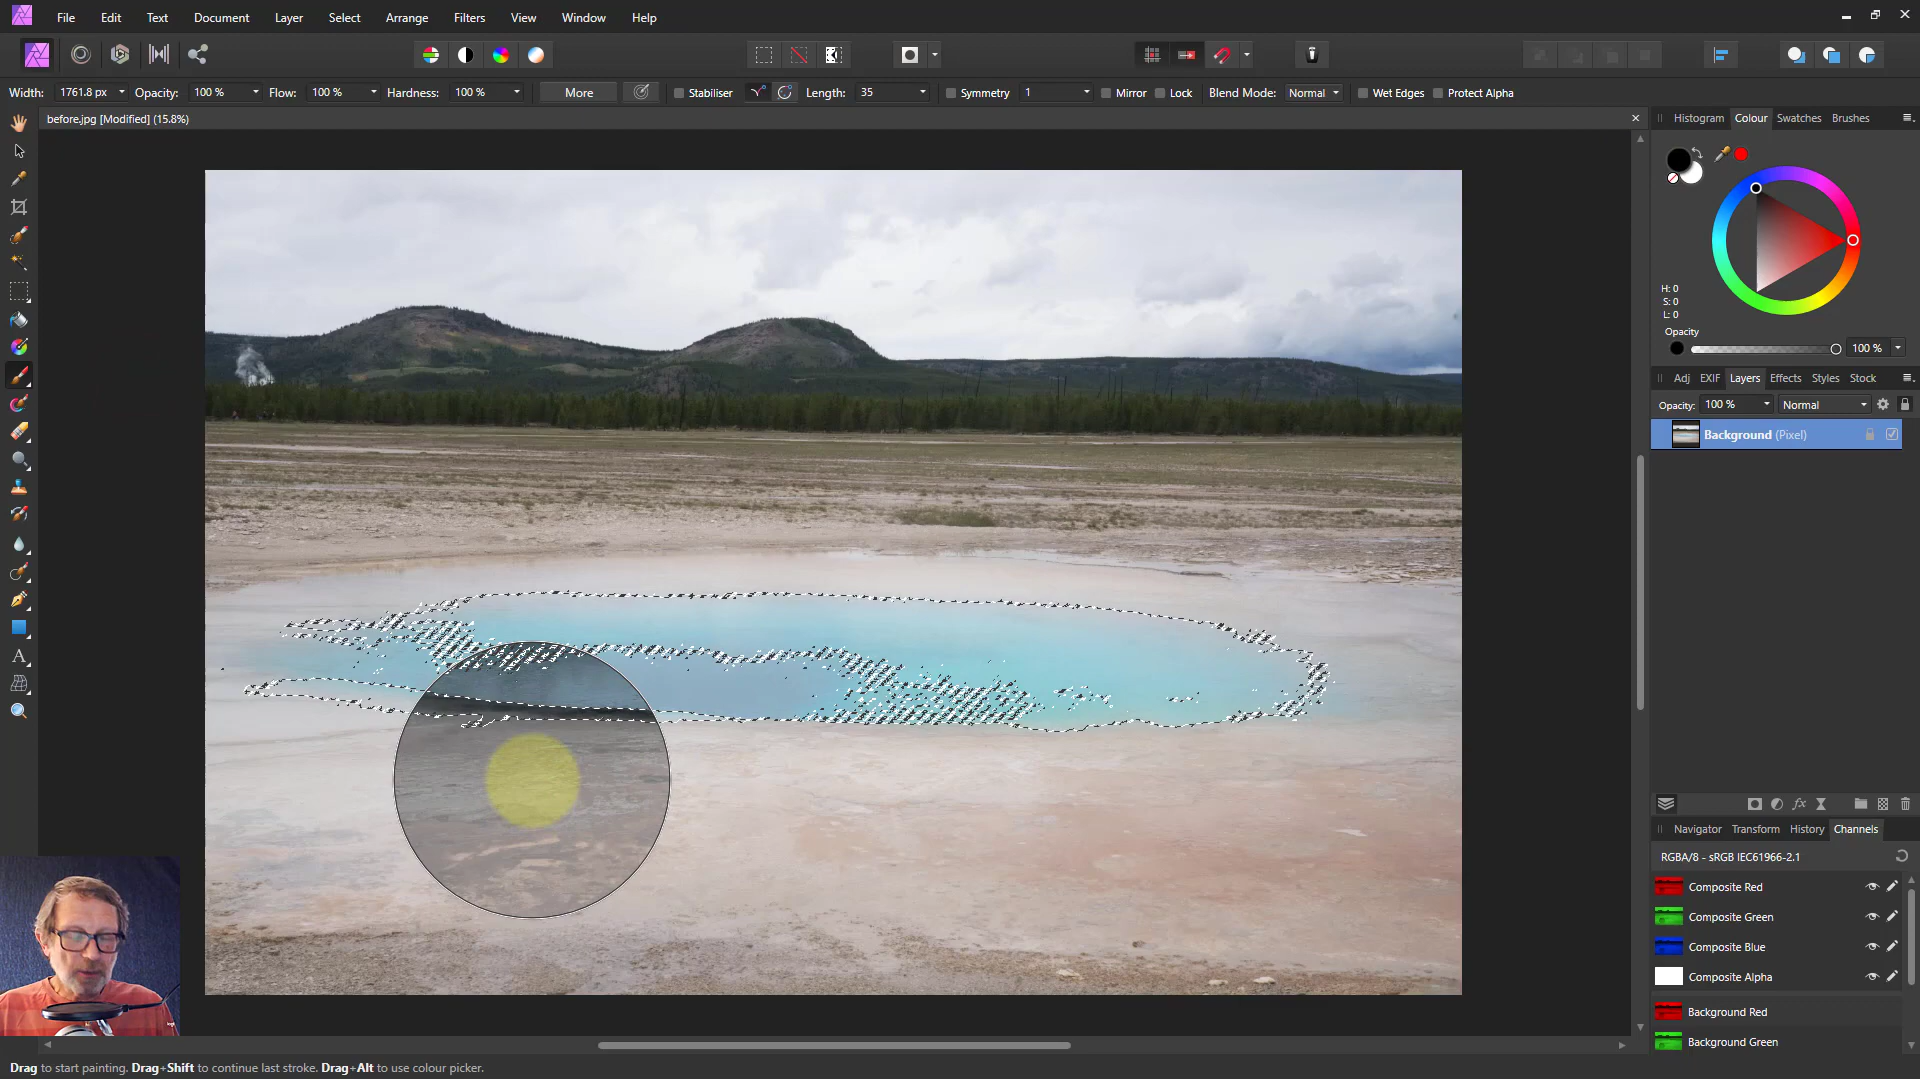 File Edit Text Document Layer Select Arrange Filters View Window Help
Width: 1761.8 px Opacity: 100 % Flow: 100 % Hardness: 100 % More Stabiliser Length: 35 Symmetry 1 Mirror Lock Blend Mode: Normal Wet Edges Protect Alpha
before.jpg [Modified] (15.8%)
Histogram Colour Swatches Brushes
H: 0
S: 0
L: 0
Opacity
100 %
Adj EXIF Layers Effects Styles Stock
Opacity: 100 % Normal
Background (Pixel)
Navigator Transform History Channels
RGBA/8 - sRGB IEC61966-2.1
Composite Red
Composite Green
Composite Blue
Composite Alpha
Background Red
Background Green
Drag to start painting. Drag+Shift to continue last stroke. Drag+Alt to use colour picker.